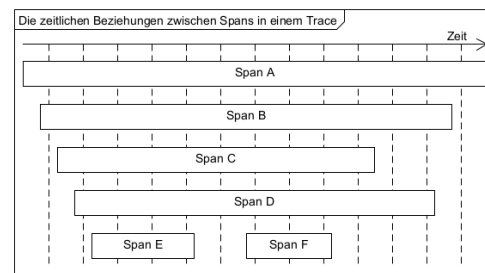 Die zeitlichen Beziehungen zwischen Spans in einem Trace
Zeit
Span A
Span B
Span C
Span D
Span E Span F